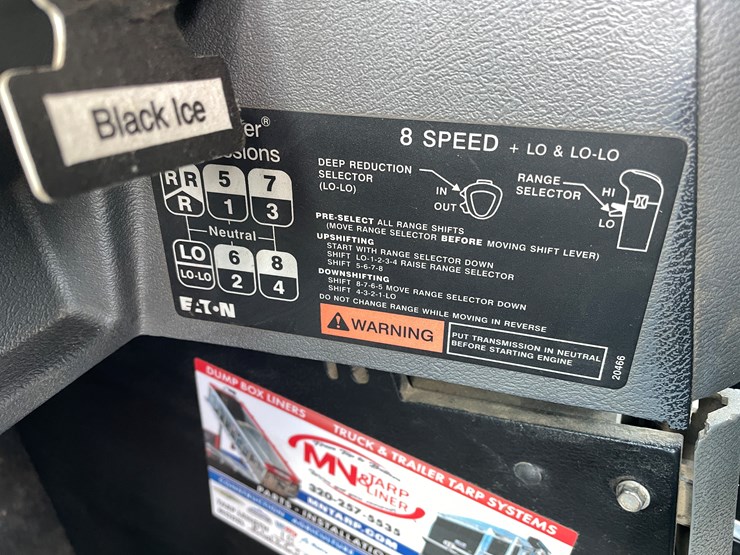 Black Ice
er®
ssions
8 SPEED + LO & LO-LO
R R 5 7
R 1 3
Neutral
LO 6 8
LO-LO 2 4
EATON
DEEP REDUCTION
SELECTOR
(LO-LO)
IN
OUT
RANGE
SELECTOR
HI
LO
PRE-SELECT ALL RANGE SHIFTS
(MOVE RANGE SELECTOR BEFORE MOVING SHIFT LEVER)
UPSHIFTING
START WITH RANGE SELECTOR DOWN
SHIFT LO-1-2-3-4 RAISE RANGE SELECTOR
SHIFT 5-6-7-8
DOWNSHIFTING
SHIFT 8-7-6-5 MOVE RANGE SELECTOR DOWN
SHIFT 4-3-2-1-LO
DO NOT CHANGE RANGE WHILE MOVING IN REVERSE
WARNING
PUT TRANSMISSION IN NEUTRAL
BEFORE STARTING ENGINE
20466
DUMP BOX LINERS
TRUCK & TRAILER TARP SYSTEMS
MN TARP
& LINER
320-257-5535
MNTARP.COM
PARTS · INSTALLATIO